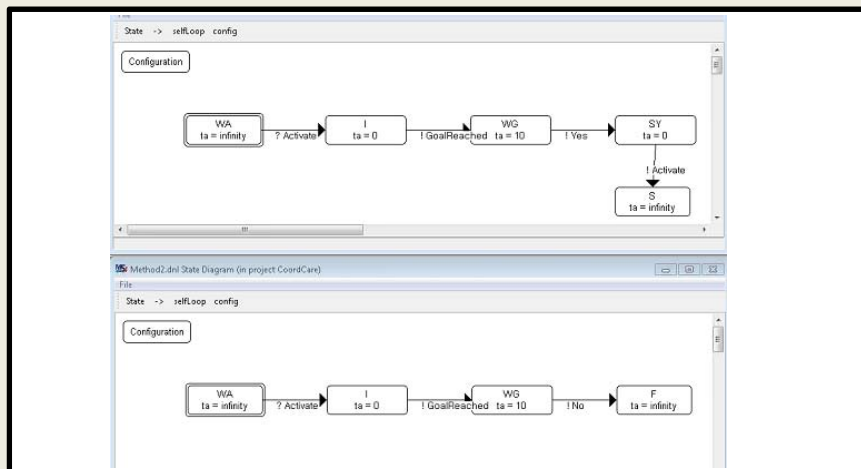 File
State -> selfLoop config
Configuration
WA
ta = infinity
? Activate
I
ta = 0
! GoalReached
WG
ta = 10
! Yes
SY
ta = 0
! Activate
S
ta = infinity
Method2.dnl State Diagram (in project CoordCare)
File
State -> selfLoop config
Configuration
WA
ta = infinity
? Activate
I
ta = 0
! GoalReached
WG
ta = 10
! No
F
ta = infinity